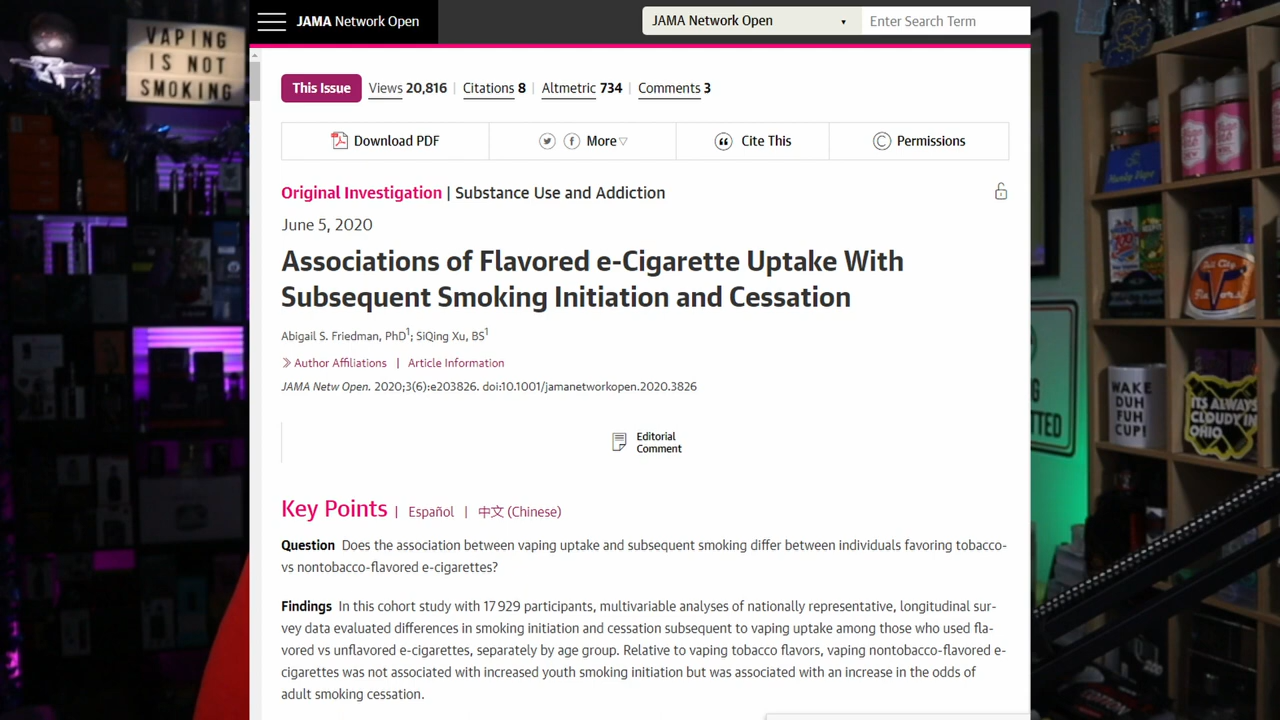 VAPING
IS NOT
SMOKING
JAMA Network Open
JAMA Network Open
Enter Search Term
This Issue
Views 20,816 | Citations 8 | Altmetric 734 | Comments 3
Download PDF
More
Cite This
Permissions
Original Investigation | Substance Use and Addiction
June 5, 2020
Associations of Flavored e-Cigarette Uptake With
Subsequent Smoking Initiation and Cessation
Abigail S. Friedman, PhD1; SiQing Xu, BS1
Author Affiliations | Article Information
JAMA Netw Open. 2020;3(6):e203826. doi:10.1001/jamanetworkopen.2020.3826
Editorial
Comment
Key Points | Español | 中文 (Chinese)
Question Does the association between vaping uptake and subsequent smoking differ between individuals favoring tobacco-
vs nontobacco-flavored e-cigarettes?
Findings In this cohort study with 17 929 participants, multivariable analyses of nationally representative, longitudinal sur-
vey data evaluated differences in smoking initiation and cessation subsequent to vaping uptake among those who used fla-
vored vs unflavored e-cigarettes, separately by age group. Relative to vaping tobacco flavors, vaping nontobacco-flavored e-
cigarettes was not associated with increased youth smoking initiation but was associated with an increase in the odds of
adult smoking cessation.
WAKE
DUH
FUH
CUP!
ITS ALWAYS
CLOUDY IN
OHIO